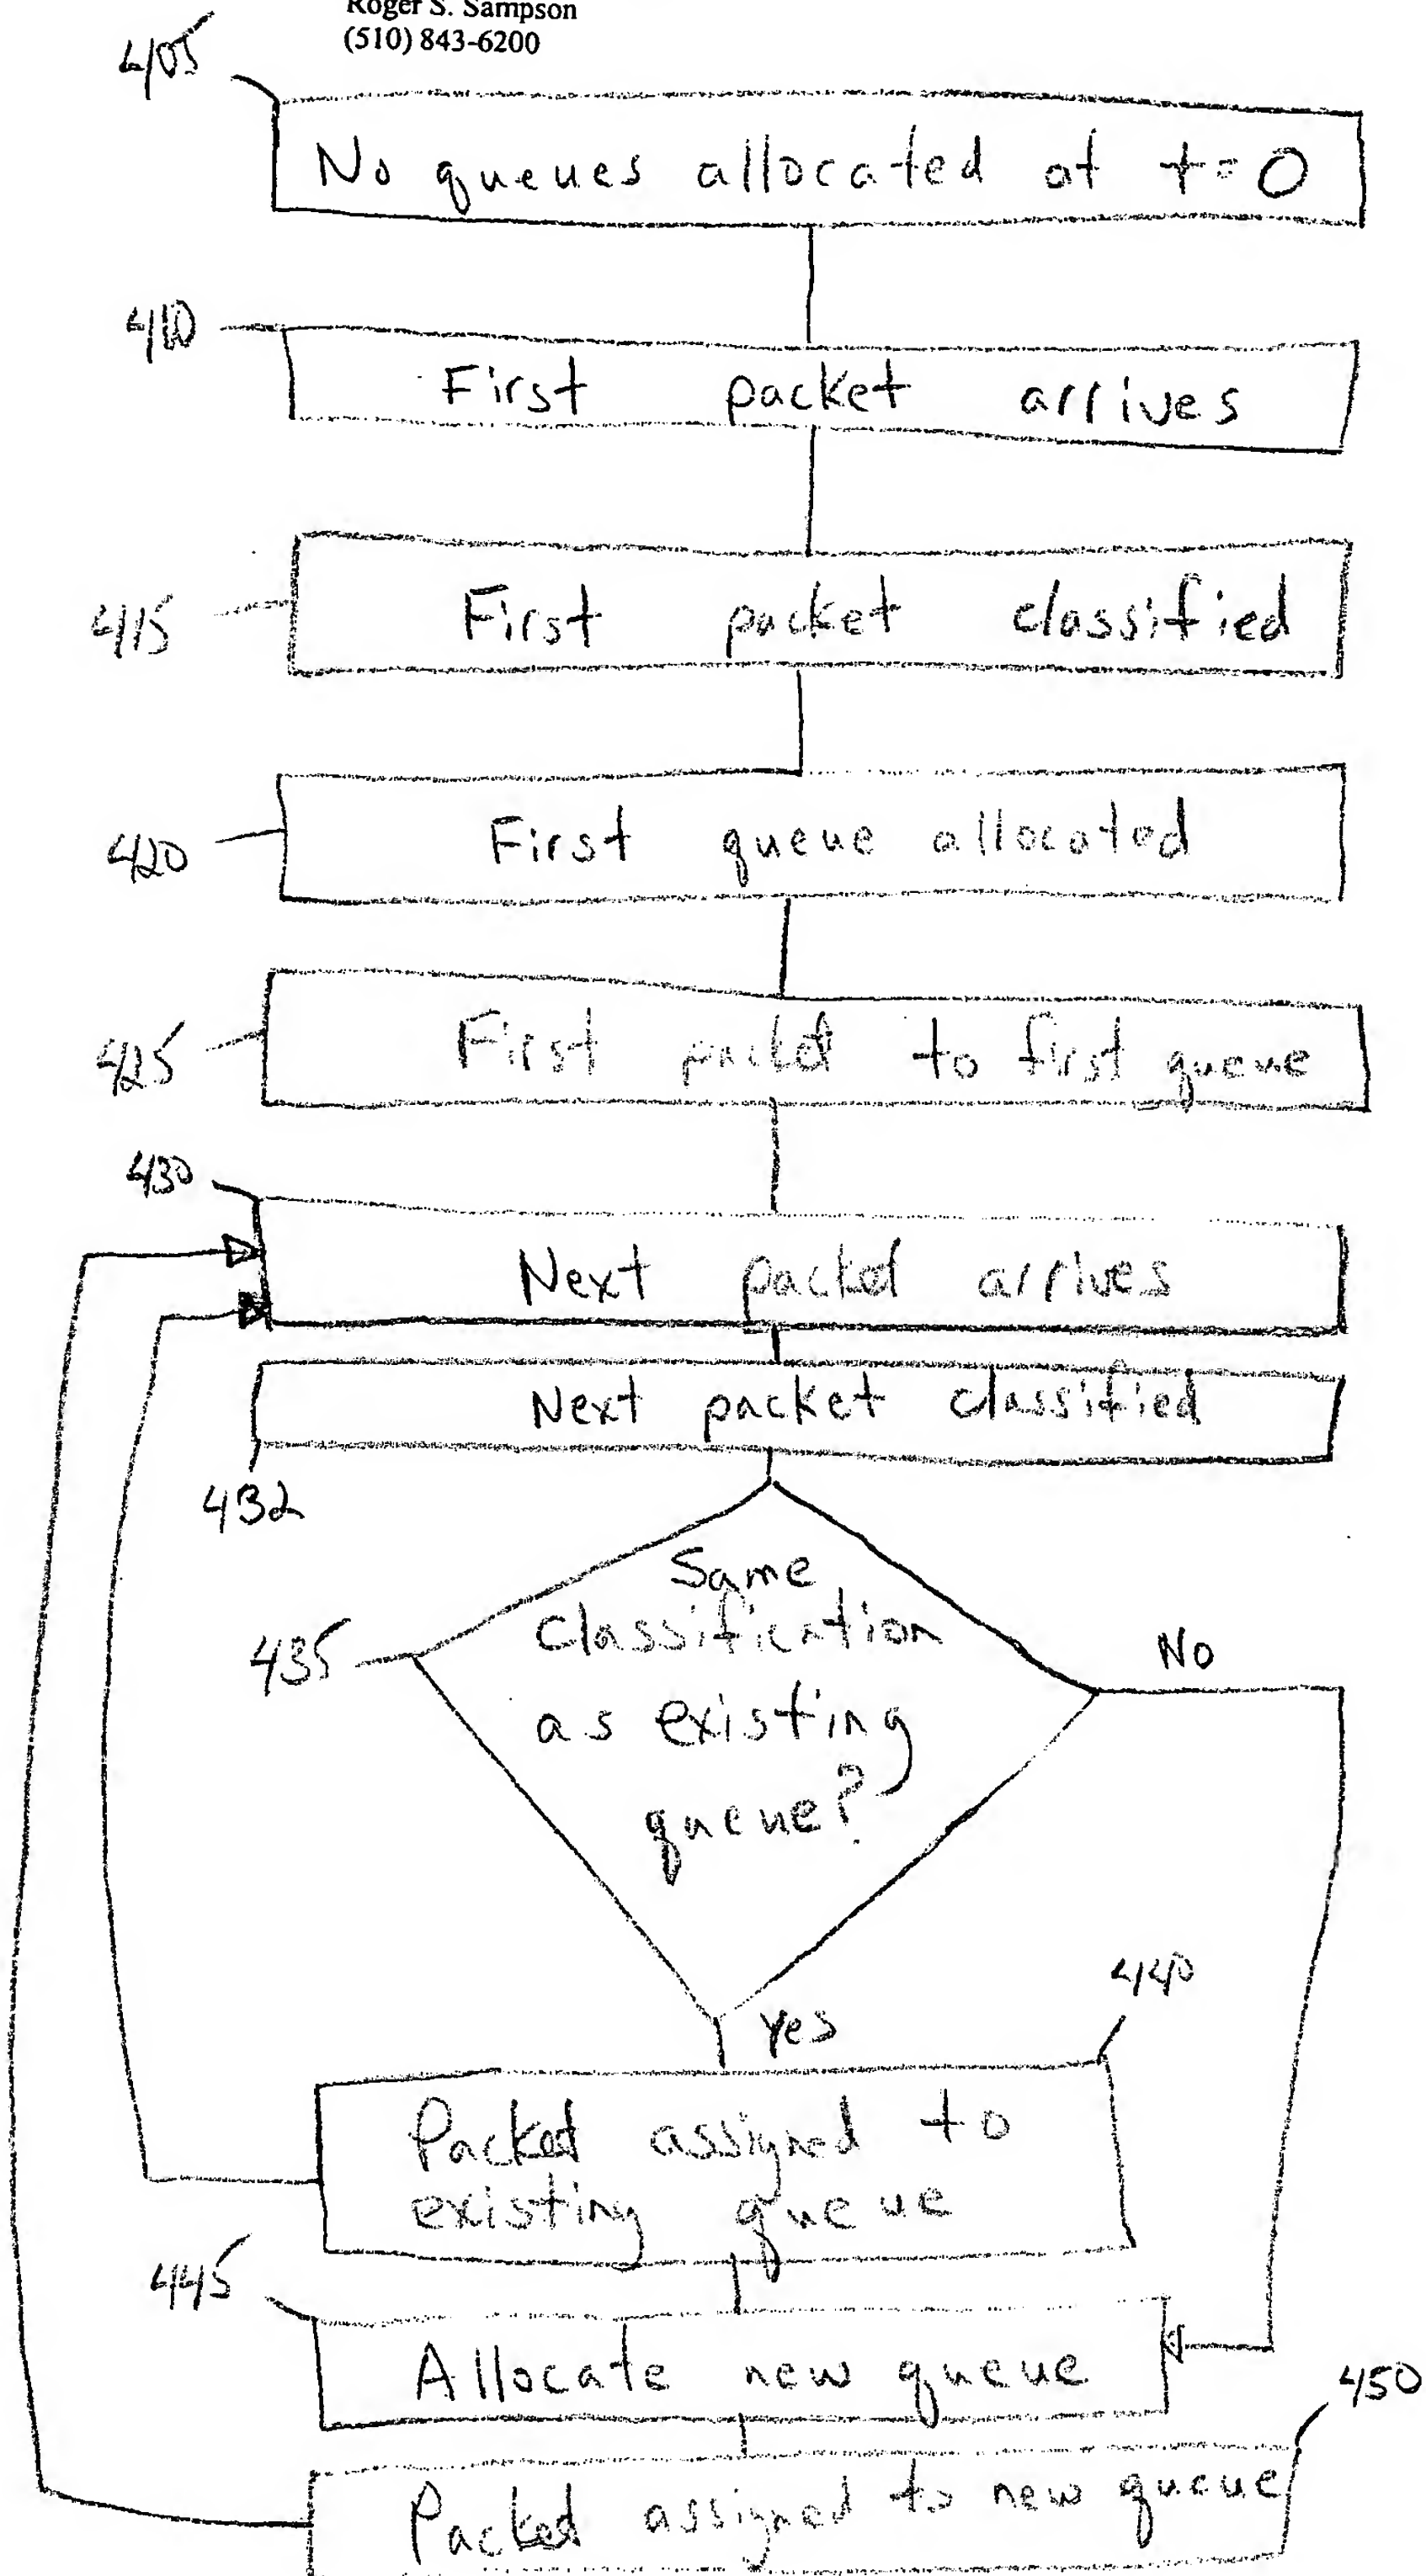 Roger S. Sampson
(510) 843-6200
405
No queues allocated at t=0
410
First packet arrives
415
First packet classified
420
First queue allocated
425
First packet to first queue
430
Next packet arrives
Next packet classified
432
Same
Classification
as existing
queue?
435
No
Yes
440
Packet assigned to
existing queue
445
Allocate new queue
450
Packet assigned to new queue